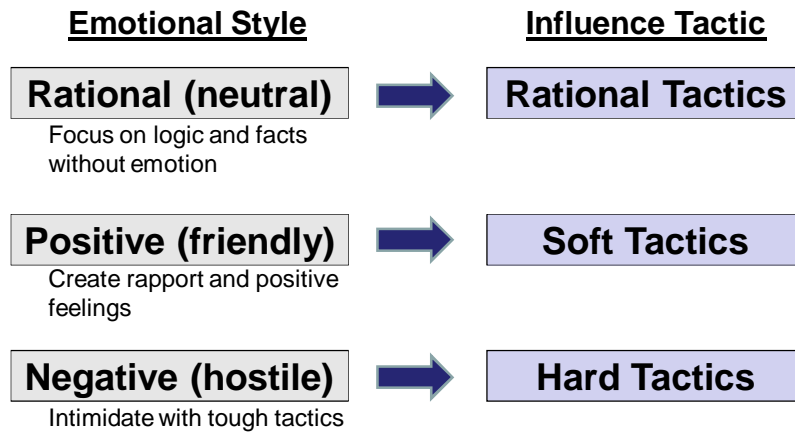 Emotional Style
Influence Tactic
Rational (neutral)
Rational Tactics
Focus on logic and facts
without emotion
Positive (friendly)
Soft Tactics
Create rapport and positive
feelings
Negative (hostile)
Hard Tactics
Intimidate with tough tactics